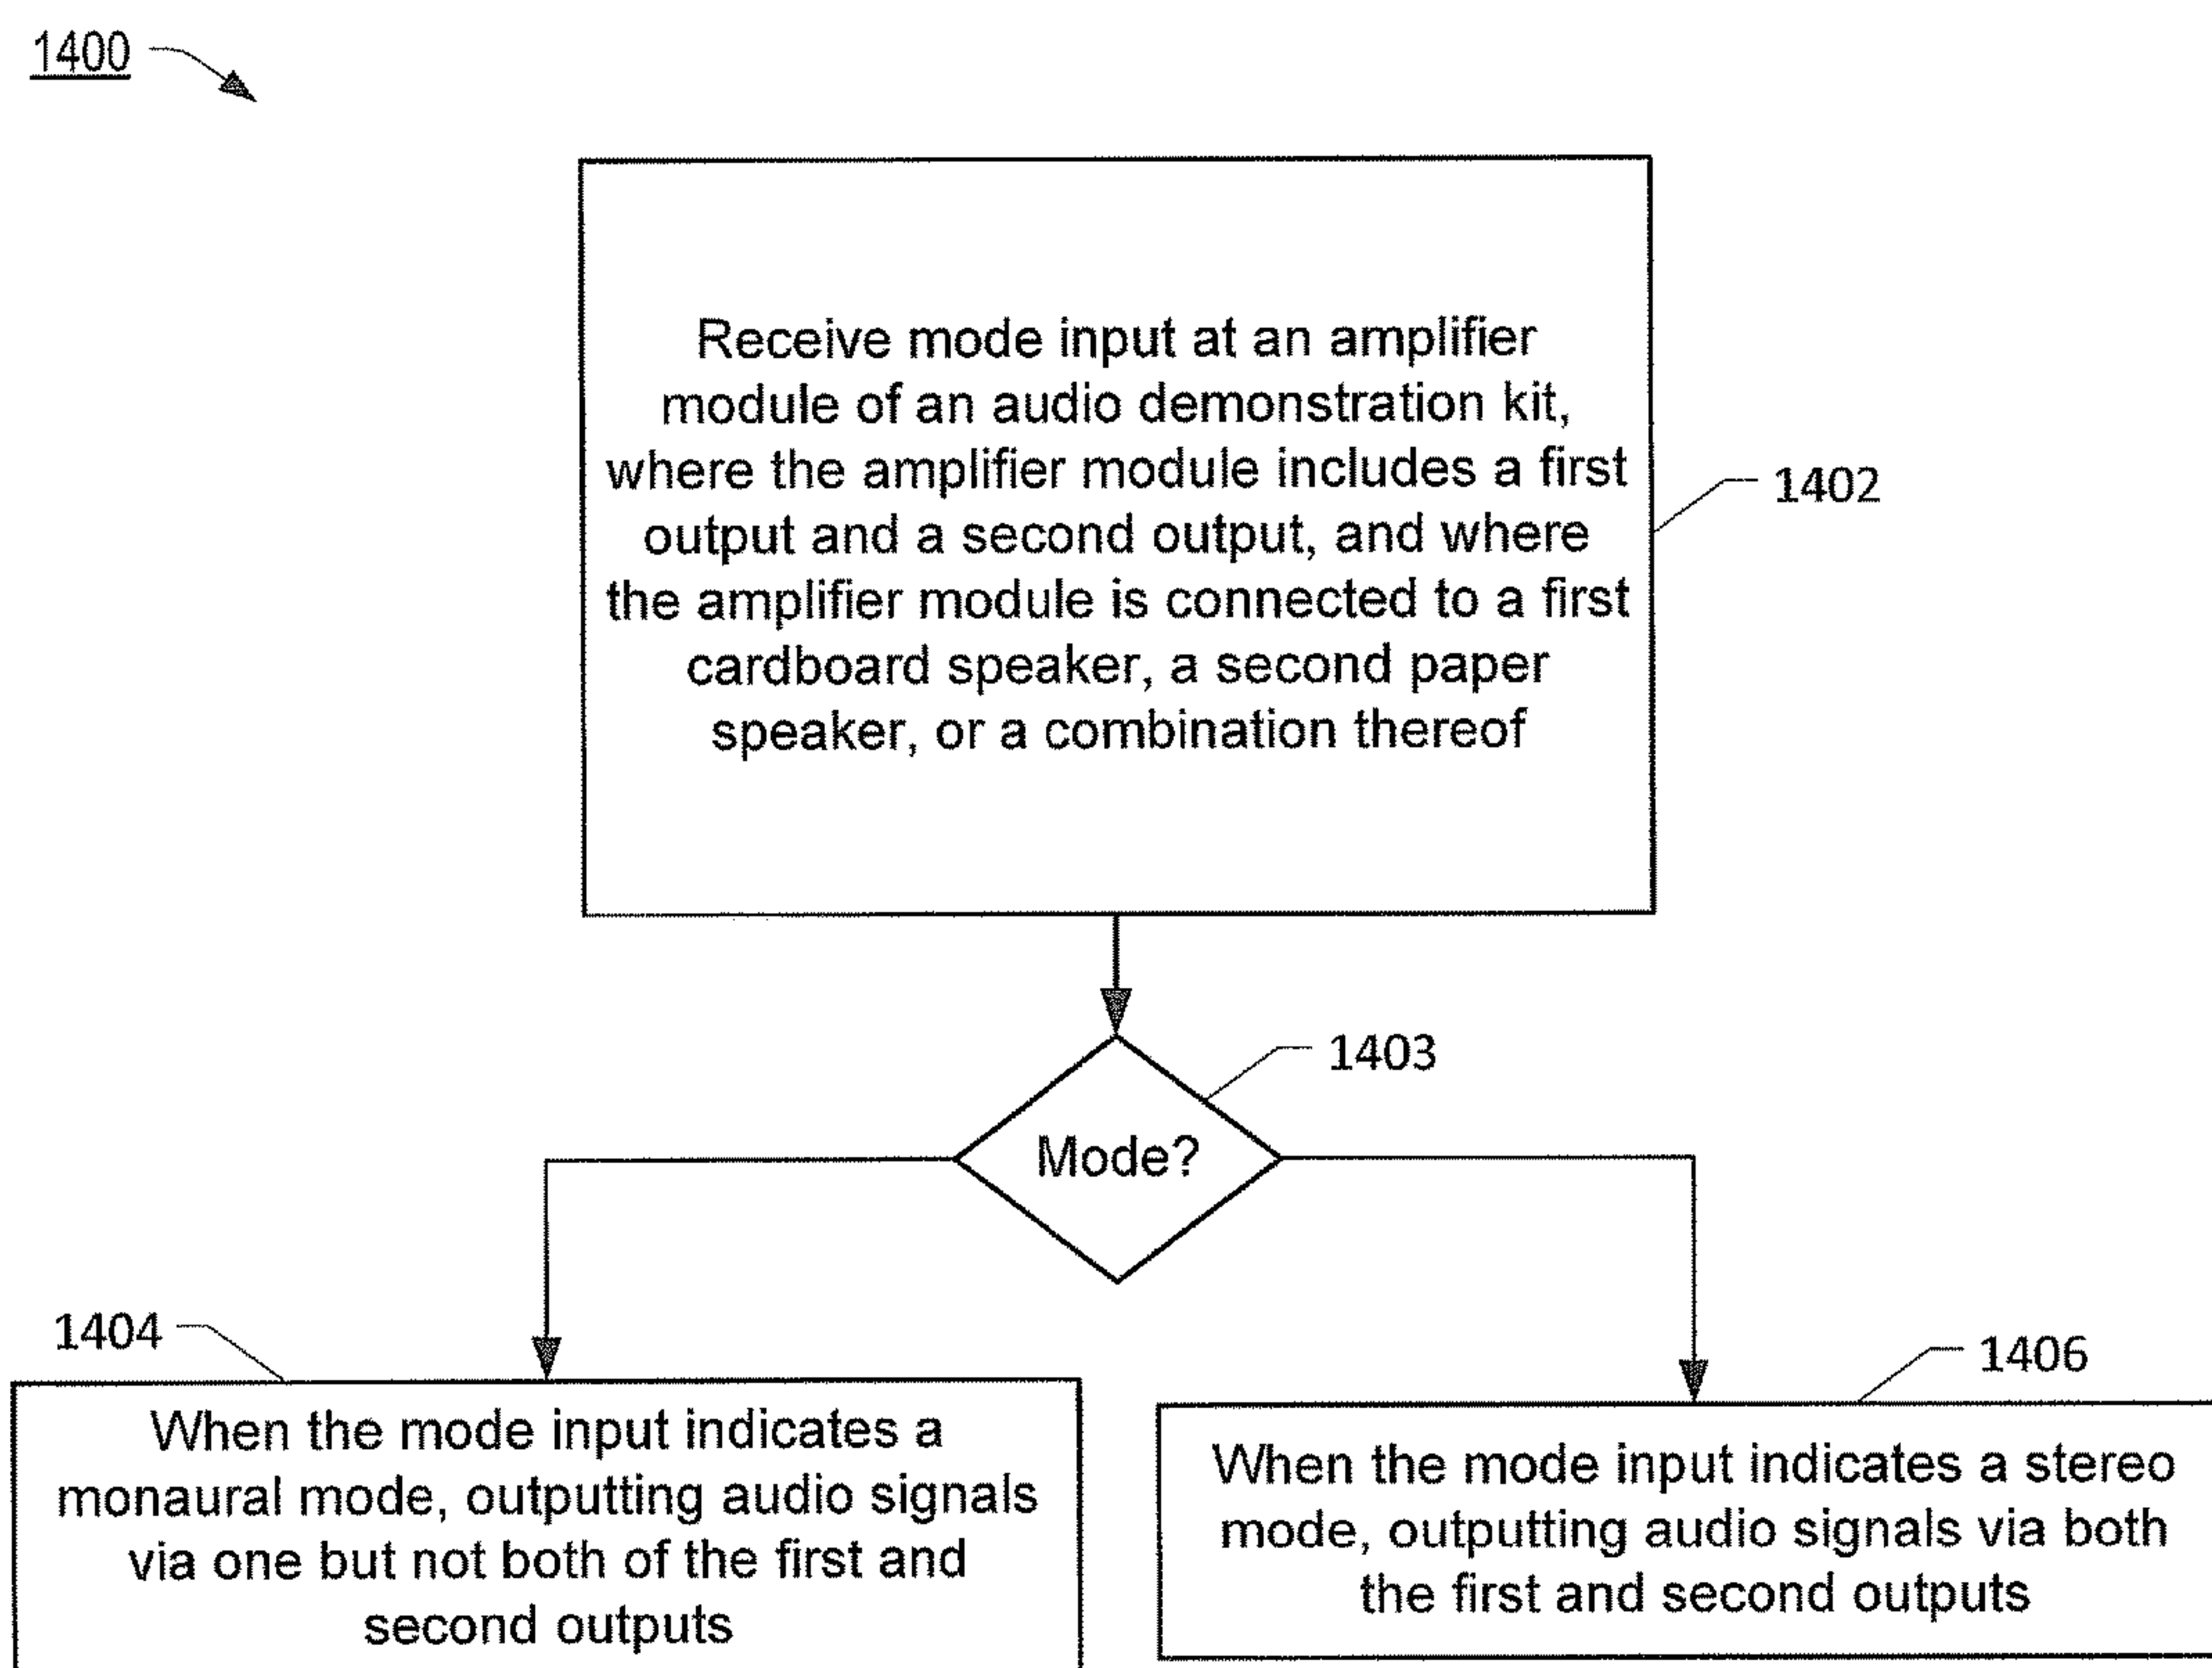 1400
Receive mode input at an amplifier
module of an audio demonstration kit,
where the amplifier module includes a first
output and a second output, and where
the amplifier module is connected to a first
cardboard speaker, a second paper
speaker, or a combination thereof
1402
1403
Mode?
1404
When the mode input indicates a
monaural mode, outputting audio signals
via one but not both of the first and
second outputs
1406
When the mode input indicates a stereo
mode, outputting audio signals via both
the first and second outputs